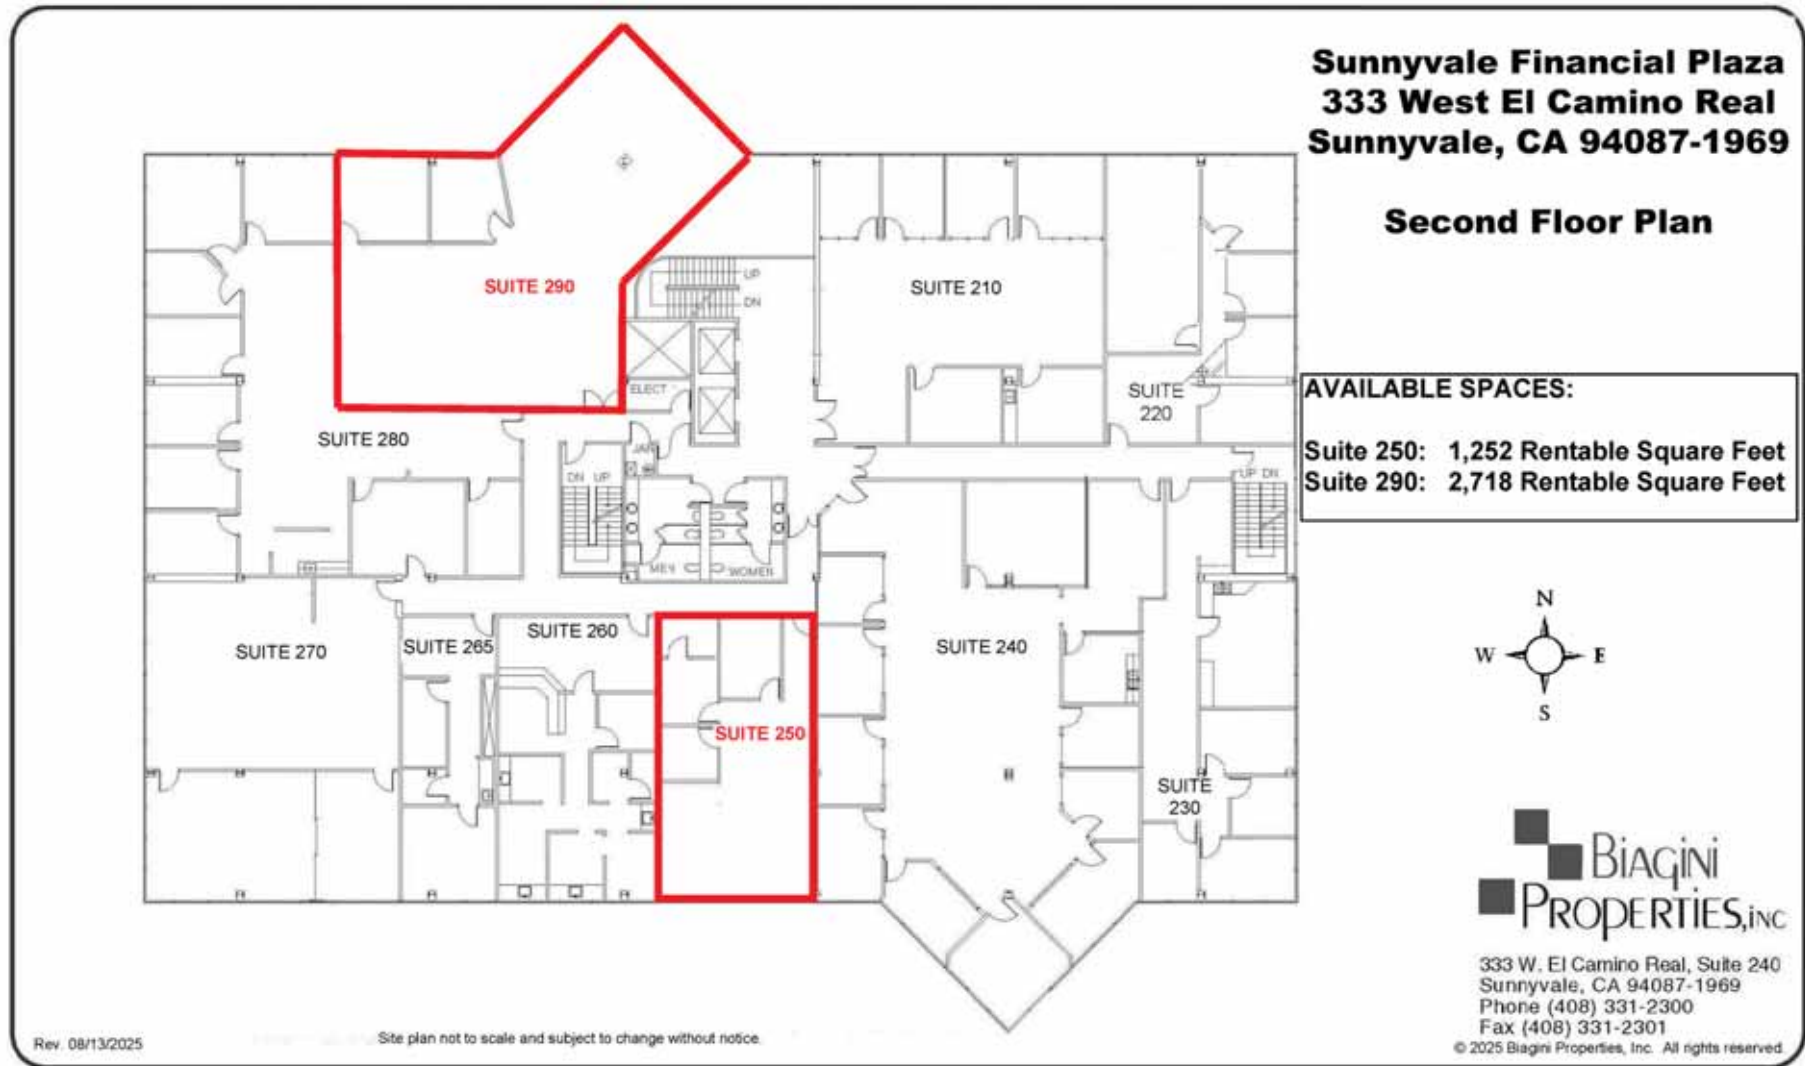 Sunnyvale Financial Plaza
333 West El Camino Real
Sunnyvale, CA 94087-1969
Second Floor Plan
SUITE 290
UP
DN
SUITE 210
ELECT
SUITE
220
AVAILABLE SPACES:
Suite 250: 1,252 Rentable Square Feet
Suite 290: 2,718 Rentable Square Feet
SUITE 280
JAN
DN UP
UP DN
MEN
WOMEN
SUITE 270
SUITE 265
SUITE 260
SUITE 250
SUITE 240
SUITE
230
N
W E
S
BIAGINI
PROPERTIES, INC
333 W. El Camino Real, Suite 240
Sunnyvale, CA 94087-1969
Phone (408) 331-2300
Fax (408) 331-2301
© 2025 Biagini Properties, Inc. All rights reserved.
Rev. 08/13/2025
Site plan not to scale and subject to change without notice.